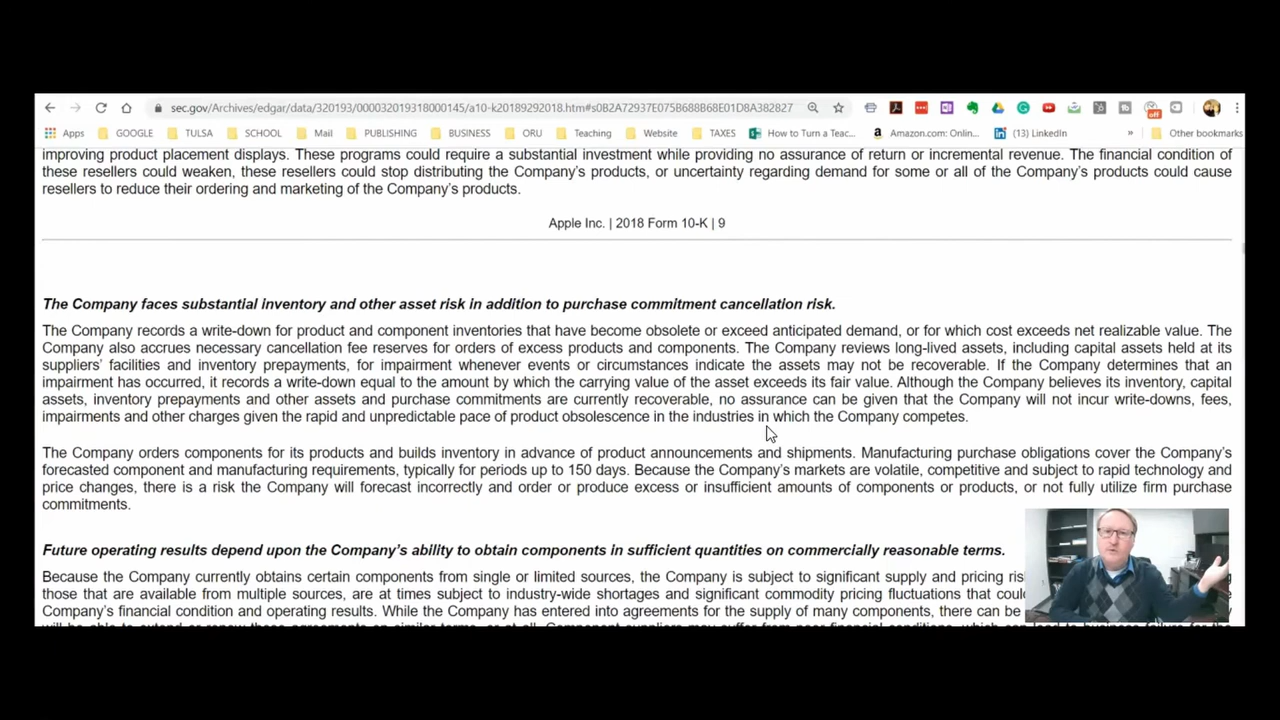 sec.gov/Archives/edgar/data/320193/000032019318000145/a10-k20189292018.htm#s0B2A72937E075B688B68E01D8A382827
Apps GOOGLE TULSA SCHOOL Mail PUBLISHING BUSINESS ORU Teaching Website TAXES How to Turn a Teac... Amazon.com: Onlin... (13) LinkedIn » Other bookmarks
off
improving product placement displays. These programs could require a substantial investment while providing no assurance of return or incremental revenue. The financial condition of
these resellers could weaken, these resellers could stop distributing the Company's products, or uncertainty regarding demand for some or all of the Company's products could cause
resellers to reduce their ordering and marketing of the Company's products.
Apple Inc. | 2018 Form 10-K | 9
The Company faces substantial inventory and other asset risk in addition to purchase commitment cancellation risk.
The Company records a write-down for product and component inventories that have become obsolete or exceed anticipated demand, or for which cost exceeds net realizable value. The
Company also accrues necessary cancellation fee reserves for orders of excess products and components. The Company reviews long-lived assets, including capital assets held at its
suppliers' facilities and inventory prepayments, for impairment whenever events or circumstances indicate the assets may not be recoverable. If the Company determines that an
impairment has occurred, it records a write-down equal to the amount by which the carrying value of the asset exceeds its fair value. Although the Company believes its inventory, capital
assets, inventory prepayments and other assets and purchase commitments are currently recoverable, no assurance can be given that the Company will not incur write-downs, fees,
impairments and other charges given the rapid and unpredictable pace of product obsolescence in the industries in which the Company competes.
The Company orders components for its products and builds inventory in advance of product announcements and shipments. Manufacturing purchase obligations cover the Company's
forecasted component and manufacturing requirements, typically for periods up to 150 days. Because the Company's markets are volatile, competitive and subject to rapid technology and
price changes, there is a risk the Company will forecast incorrectly and order or produce excess or insufficient amounts of components or products, or not fully utilize firm purchase
commitments.
Future operating results depend upon the Company's ability to obtain components in sufficient quantities on commercially reasonable terms.
Because the Company currently obtains certain components from single or limited sources, the Company is subject to significant supply and pricing
those that are available from multiple sources, are at times subject to industry-wide shortages and significant commodity pricing fluctuations that
Company's financial condition and operating results. While the Company has entered into agreements for the supply of many components, there can be